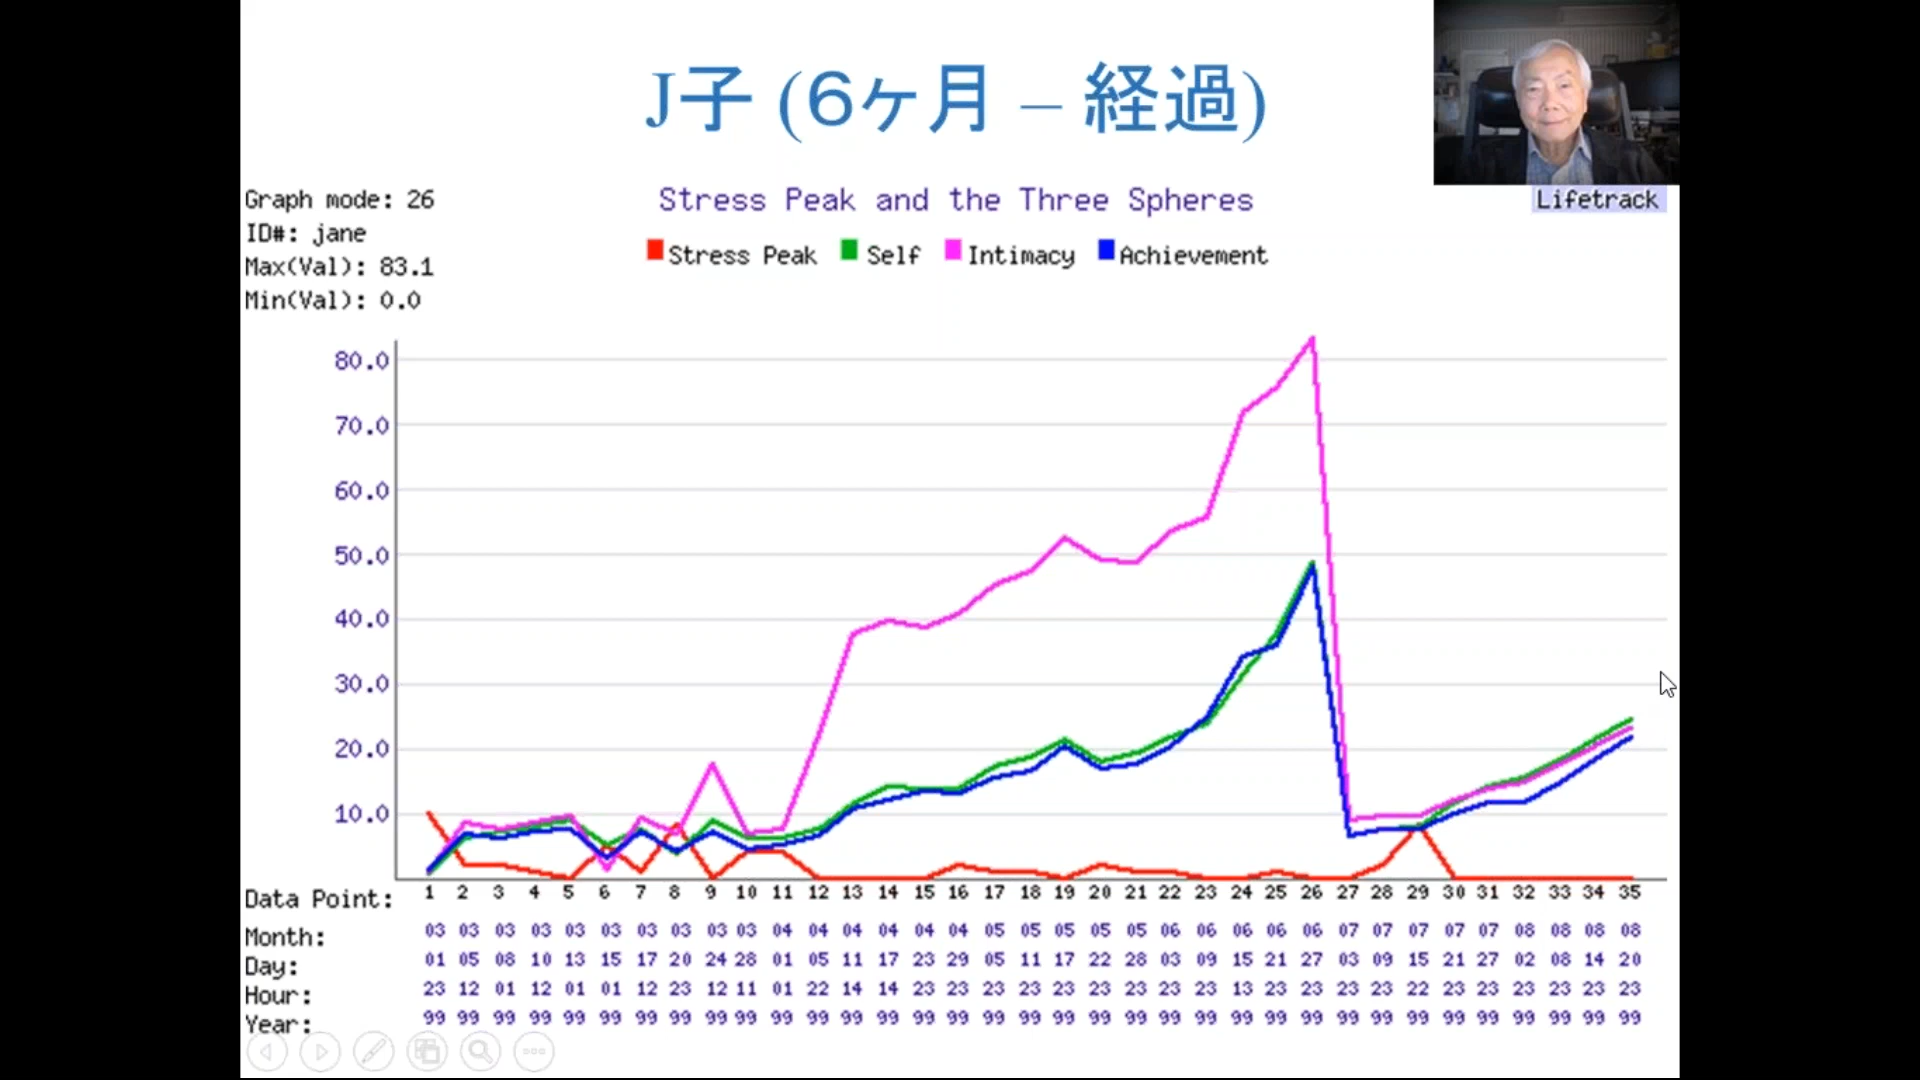 J子 (6ケ月 – 経過)
Graph mode: 26
ID#: jane
Max(Val): 83.1
Min(Val): 0.0
Stress Peak and the Three Spheres
Lifetrack
Stress Peak Self Intimacy Achievement
80.0
70.0
60.0
50.0
40.0
30.0
20.0
10.0
Data Point: 1 2 3 4 5 6 7 8 9 10 11 12 13 14 15 16 17 18 19 20 21 22 23 24 25 26 27 28 29 30 31 32 33 34 35
Month: 03 03 03 03 03 03 03 03 03 03 04 04 04 04 04 04 05 05 05 05 05 06 06 06 06 06 07 07 07 07 07 08 08 08 08
Day: 01 05 08 10 13 15 17 20 24 28 01 05 11 17 23 29 05 11 17 22 28 03 09 15 21 27 03 09 15 21 27 02 08 14 20
Hour: 23 12 01 12 01 01 12 23 12 11 01 22 14 14 23 23 23 23 23 23 23 23 23 13 23 23 23 23 22 23 23 23 23 23 23
Year: 99 99 99 99 99 99 99 99 99 99 99 99 99 99 99 99 99 99 99 99 99 99 99 99 99 99 99 99 99 99 99 99 99 99 99